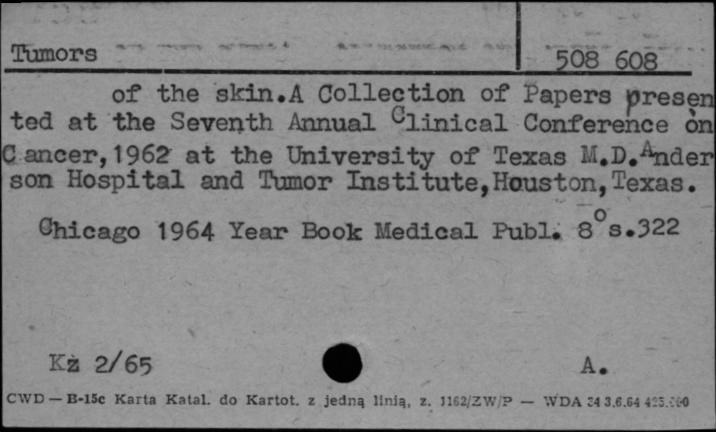 Tumors
508 608
of the skin.A Collection of Papers presen
ted at the Seventh Annual Clinical Conference on
Cancer,1962 at the University of Texas M.D.Ander
son Hospital and Tumor Institute,Houston,Texas.
Chicago 1964 Year Book Medical Publ. 8° s.322
Kż 2/65
A.
CWD — B-15c Karta Katal. do Kartot. z jedną linią, z. 1162/ZW/P — WDA 34 3.6.64